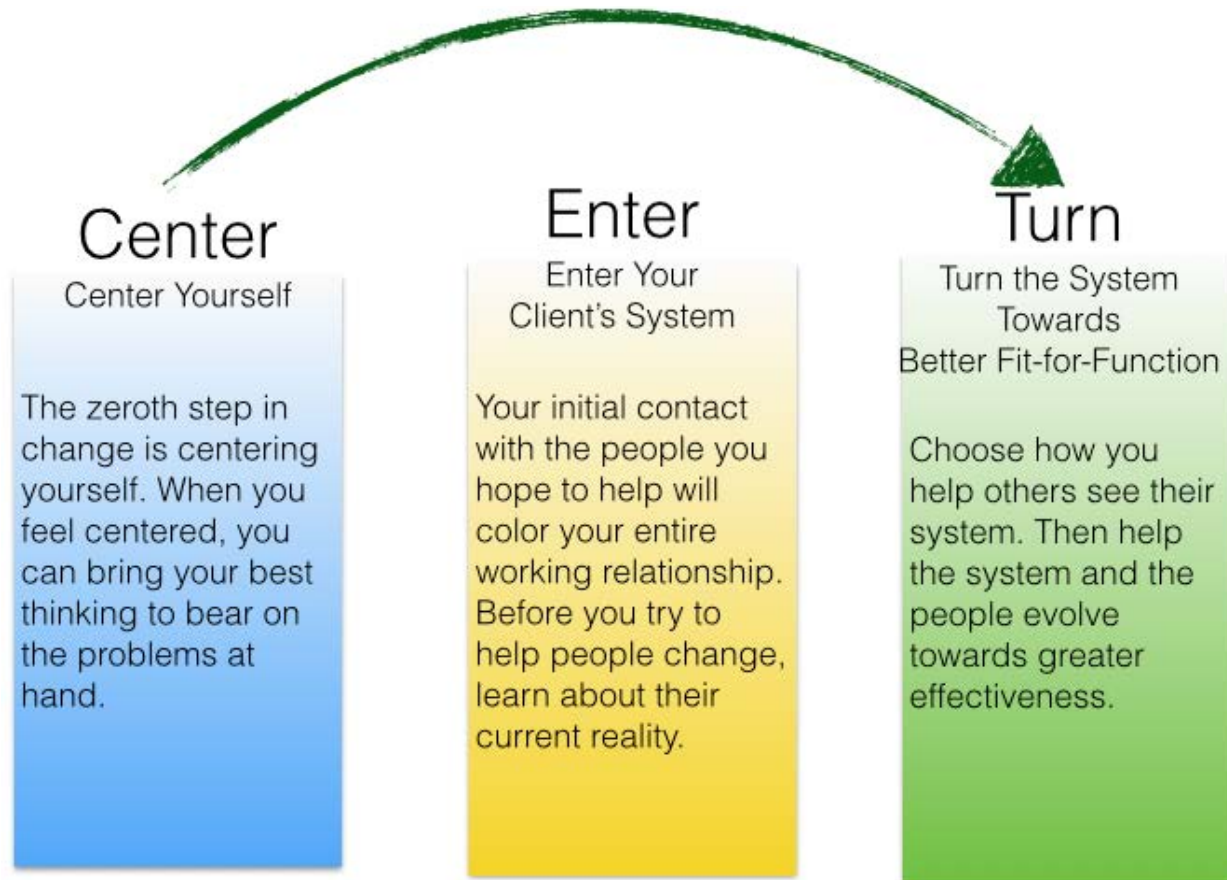 Center
Center Yourself
The zeroth step in
change is centering
yourself. When you
feel centered, you
can bring your best
thinking to bear on
the problems at
hand.
Enter
Enter Your
Client's System
Your initial contact
with the people you
hope to help will
color your entire
working relationship.
Before you try to
help people change,
learn about their
current reality.
Turn
Turn the System
Towards
Better Fit-for-Function
Choose how you
help others see their
system. Then help
the system and the
people evolve
towards greater
effectiveness.